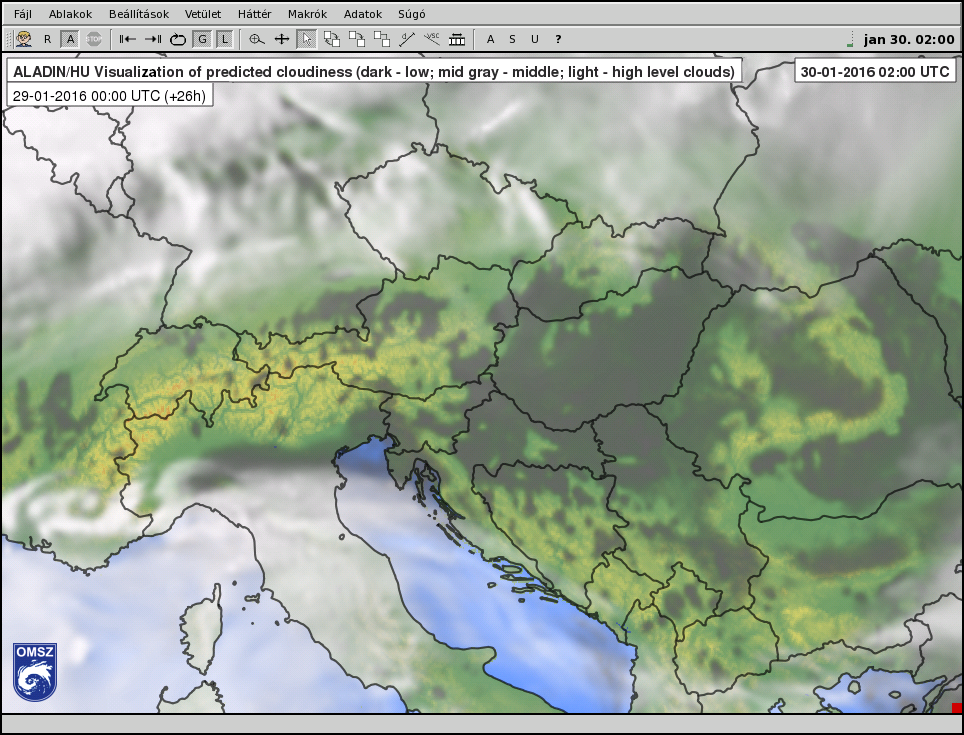 Fájl Ablakok Beállítások Vetület Háttér Makrók Adatok Súgó
R A STOP G L d VSC A S U ? jan 30. 02:00
ALADIN/HU Visualization of predicted cloudiness (dark - low; mid gray - middle; light - high level clouds) 30-01-2016 02:00 UTC
29-01-2016 00:00 UTC (+26h)
OMSZ